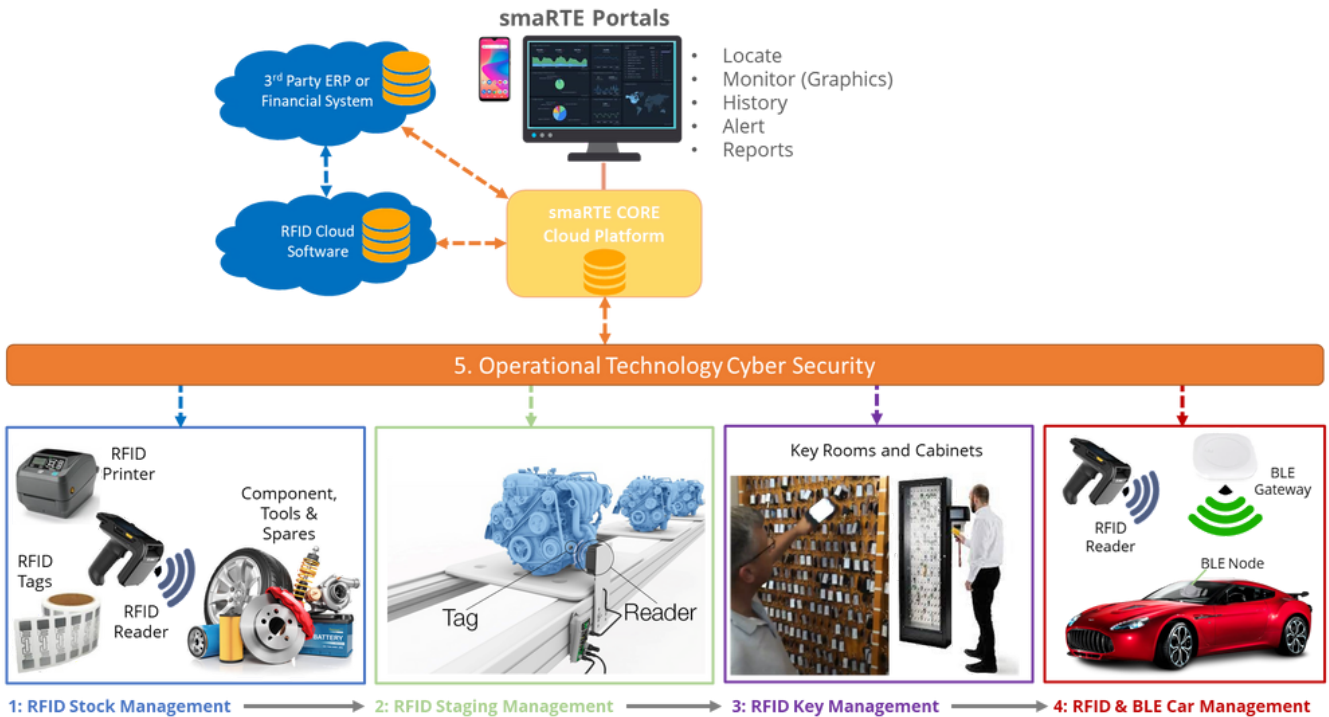 smaRTE Portals
3rd Party ERP or
Financial System
• Locate
• Monitor (Graphics)
• History
• Alert
• Reports
RFID Cloud
Software
smaRTE CORE
Cloud Platform
5. Operational Technology Cyber Security
RFID
Printer
Component,
Tools &
Spares
RFID
Tags
RFID
Reader
BATTERY
Tag
Reader
Key Rooms and Cabinets
RFID
Reader
BLE
Gateway
BLE Node
1: RFID Stock Management
2: RFID Staging Management
3: RFID Key Management
4: RFID & BLE Car Management